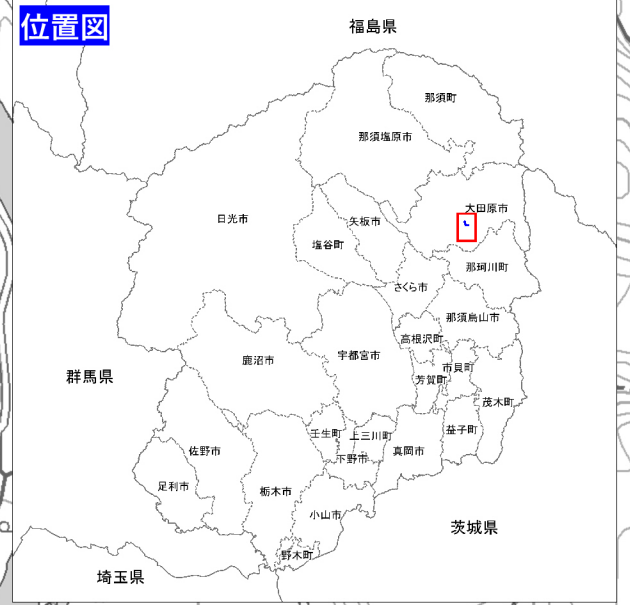 位置図
福島県
那須町
那須塩原市
大田原市
日光市
矢板市
塩谷町
那珂川町
さくら市
那須烏山市
高根沢町
宇都宮市
鹿沼市
市貝町
芳賀町
群馬県
茂木町
益子町
壬生町
上三川町
真岡市
佐野市
下野市
足利市
栃木市
小山市
茨城県
野木町
埼玉県